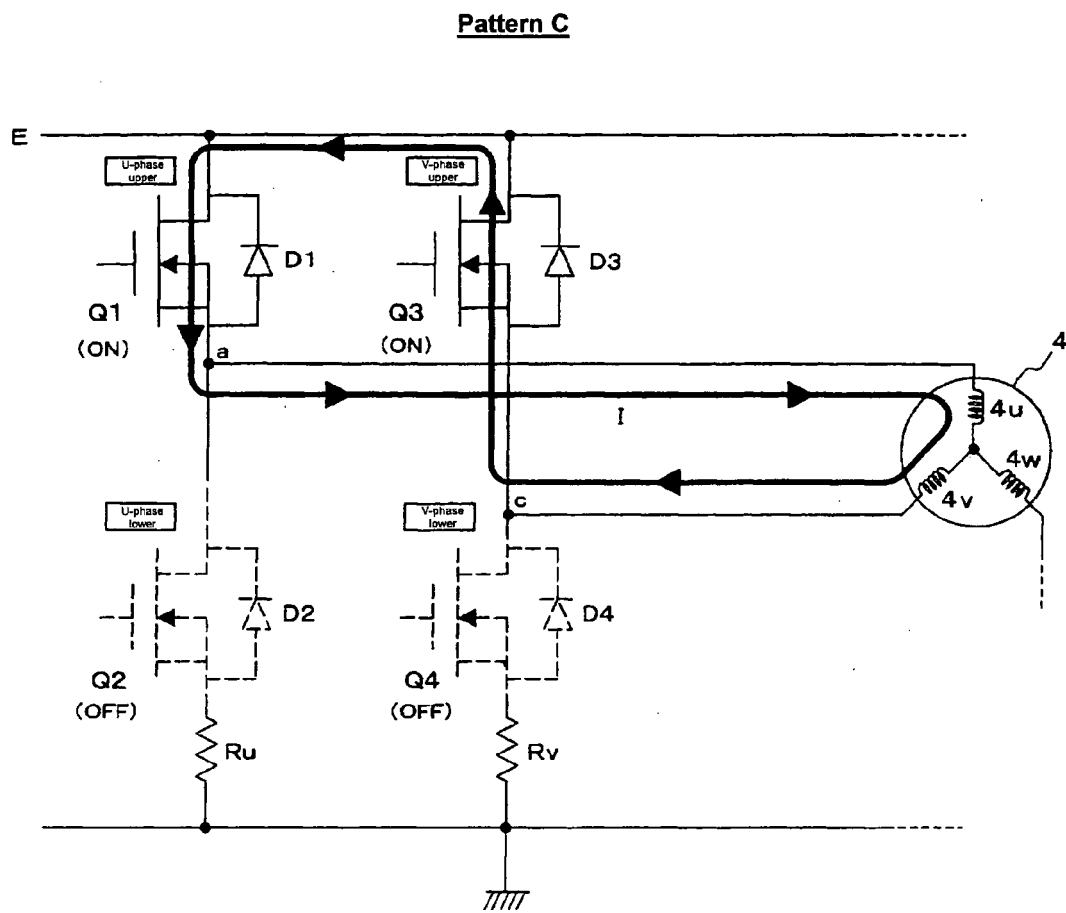 Pattern C
E
U-phase
upper
V-phase
upper
D1
D3
Q1
(ON)
Q3
(ON)
a
4
I
4u
4w
4v
c
U-phase
lower
V-phase
lower
D2
D4
Q2
(OFF)
Q4
(OFF)
Ru
Rv